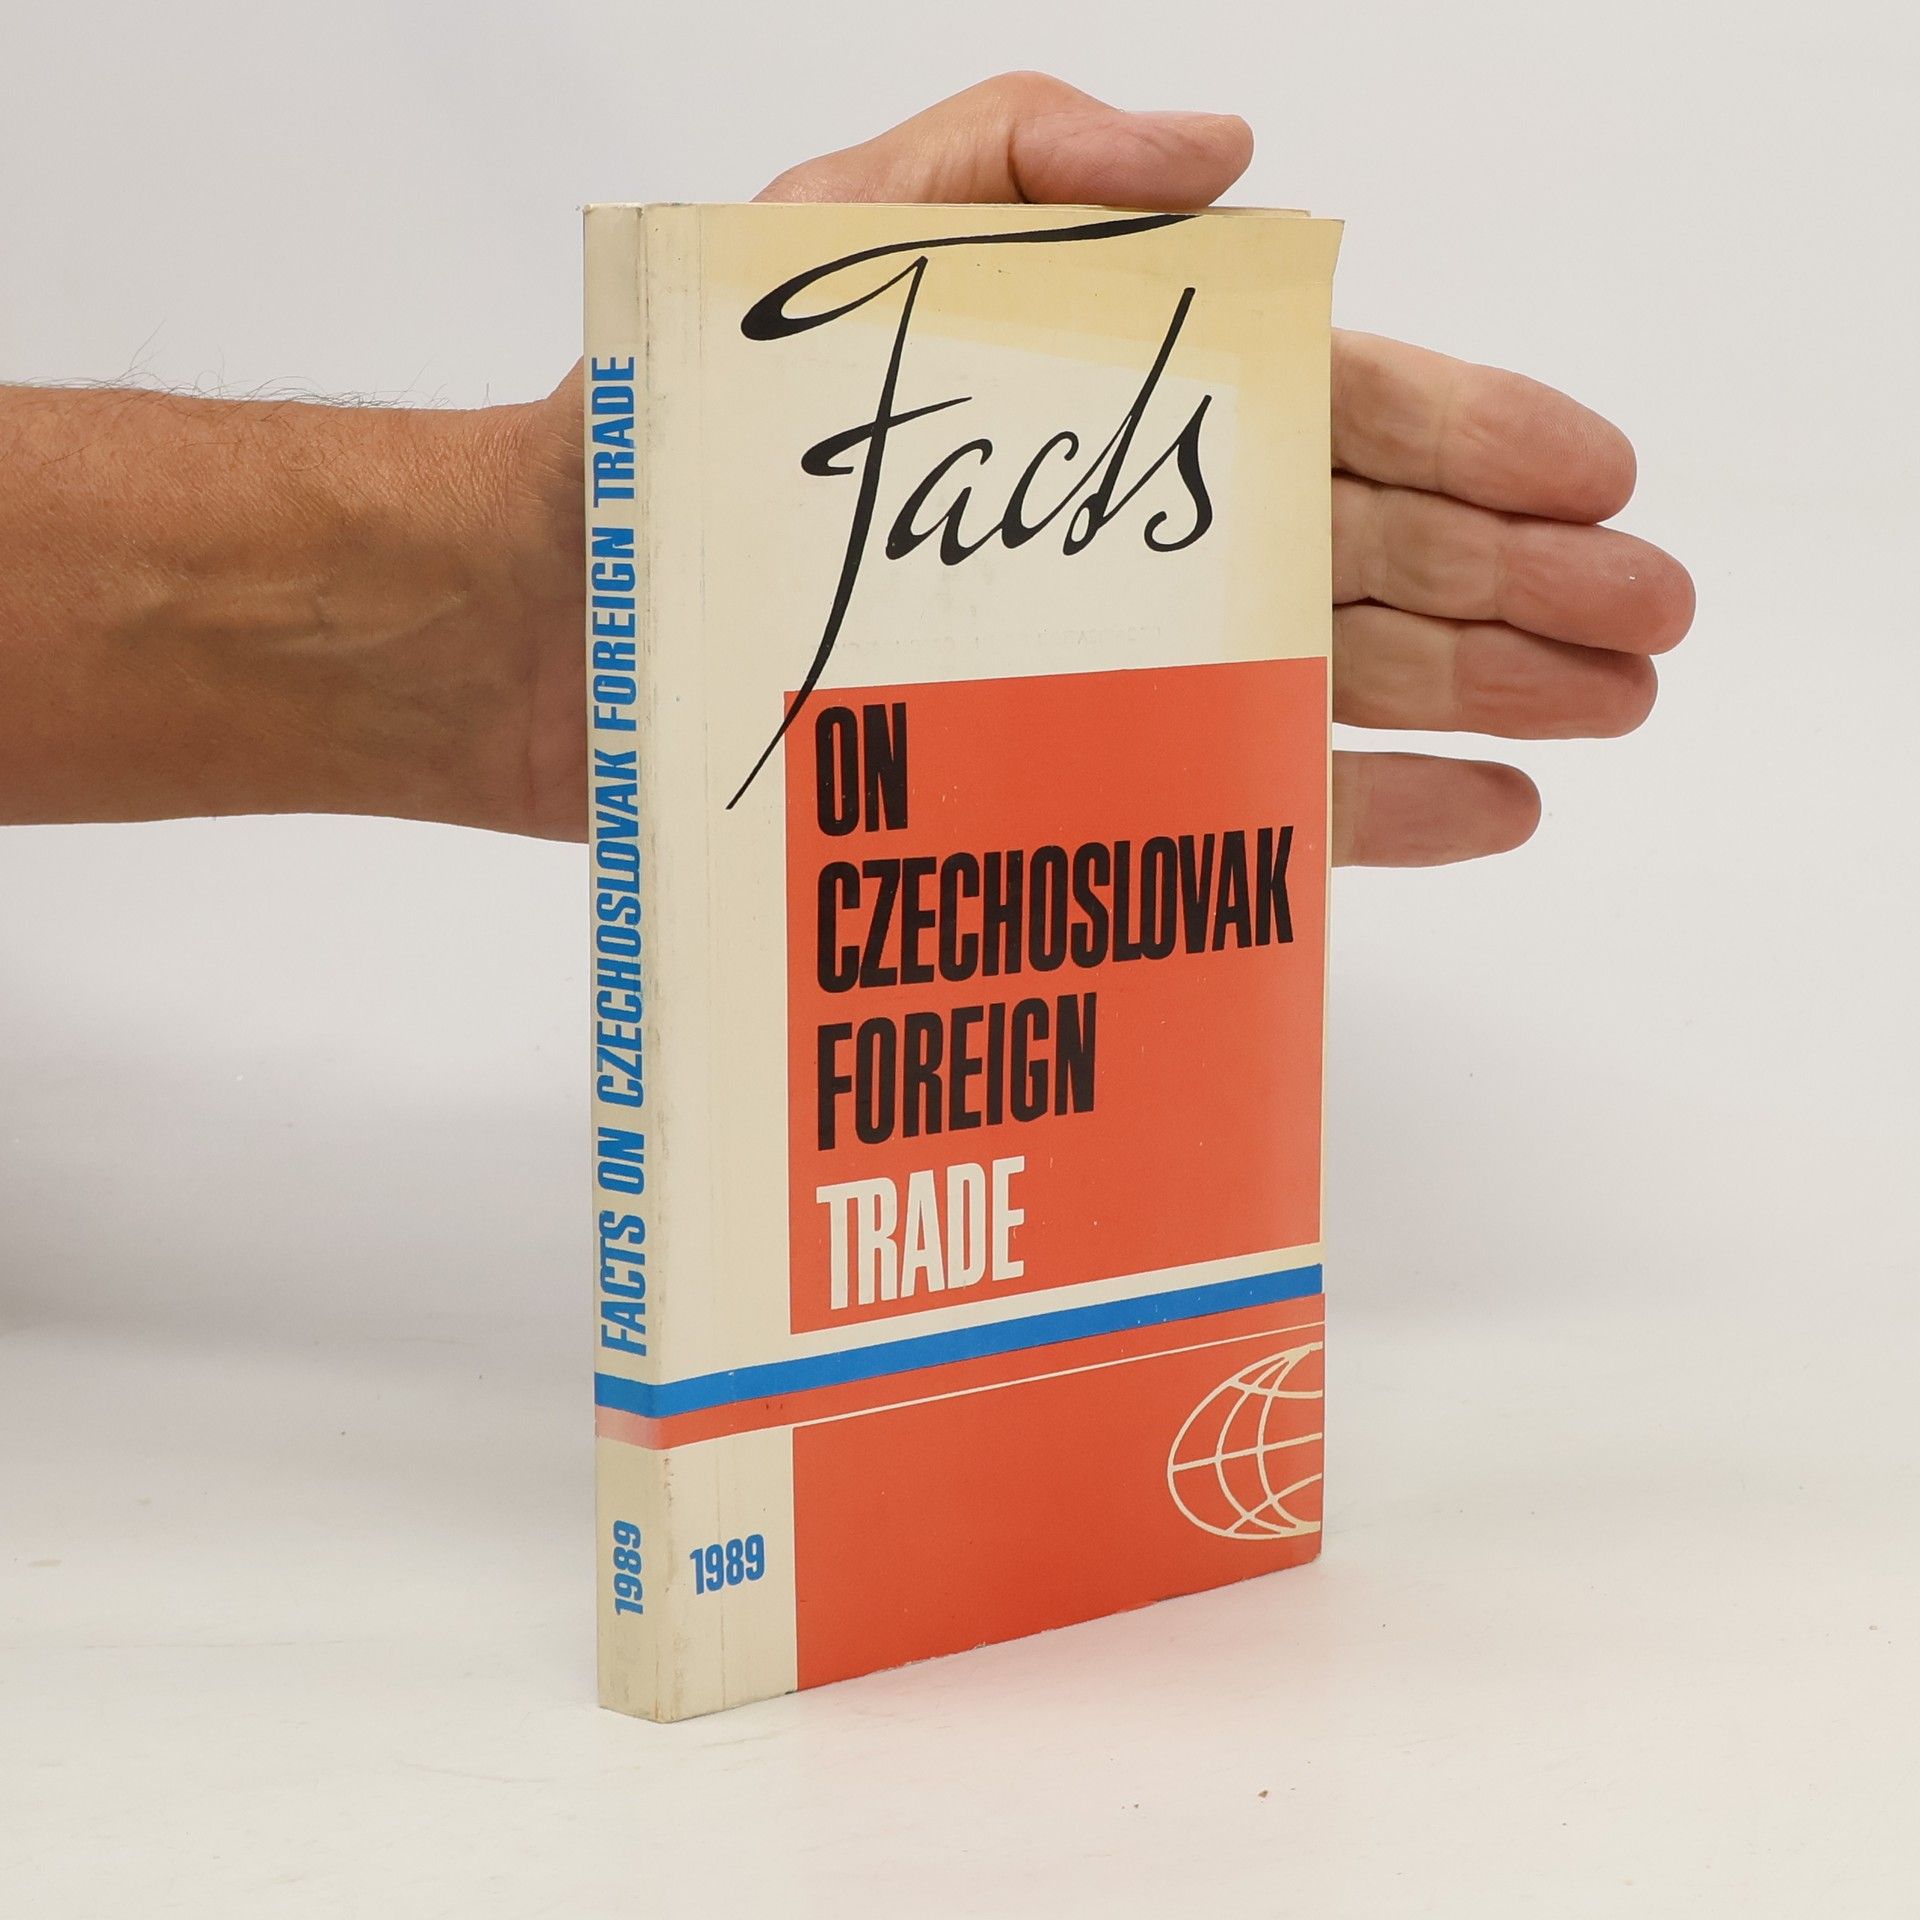 FACTS ON CZECHOSLOVAK FOREIGN TRADE
1989
Facts
ON
CZECHOSLOVAK
FOREIGN
TRADE
1989